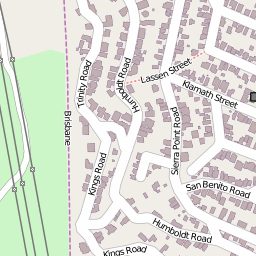 Lassen Street
Klamath Street
Trinity Road
Humboldt Road
Brisbane
Sierra Point Road
Kings Road
San Benito Road
Humboldt Road
Kings Road